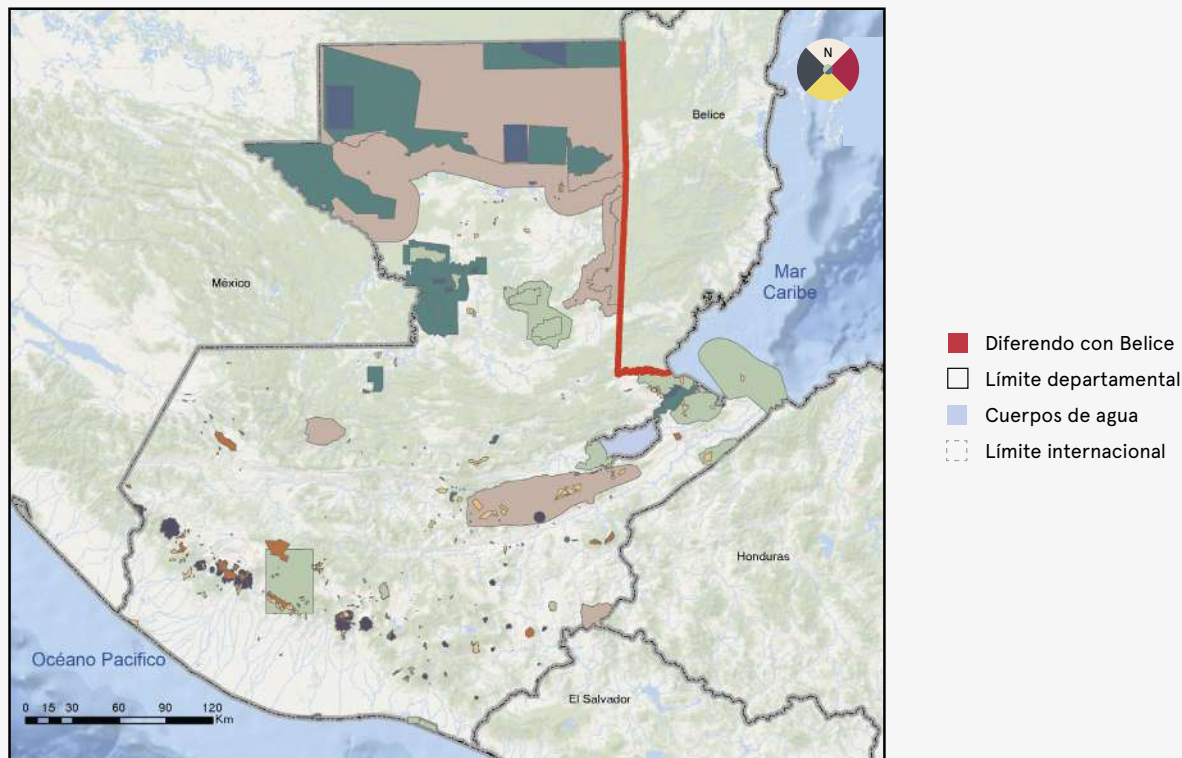 N
Belice
Mar
Caribe
México
Honduras
Océano Pacifico
El Salvador
0 15 30 60 90 120
Km
Diferendo con Belice
Límite departamental
Cuerpos de agua
Límite internacional